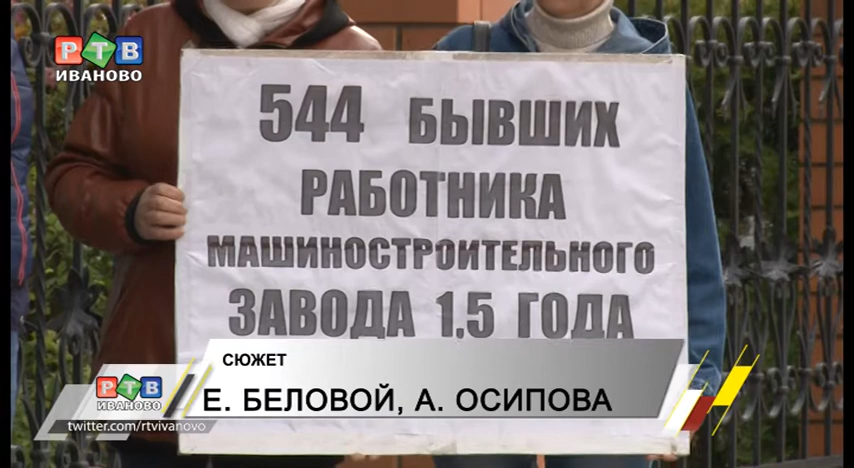 РТВ
ИВАНОВО
544 БЫВШИХ
РАБОТНИКА
МАШИНОСТРОИТЕЛЬНОГО
ЗАВОДА 1,5 ГОДА
СЮЖЕТ
РТВ
ИВАНОВО
Е. БЕЛОВОЙ, А. ОСИПОВА
twitter.com/rtvivanovo